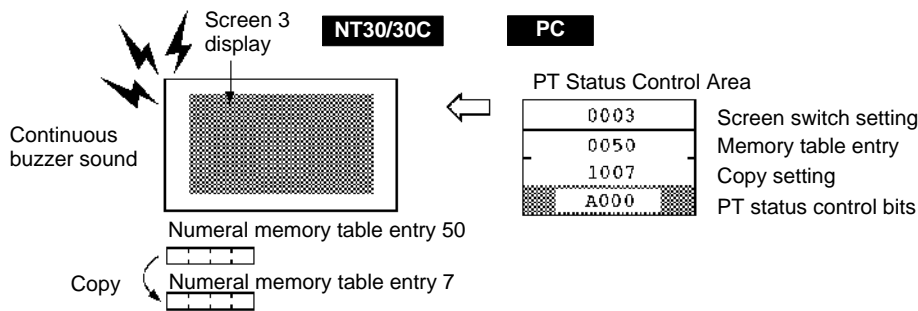 Screen 3
display
NT30/30C
PC
PT Status Control Area
0003 Screen switch setting
0050 Memory table entry
1007 Copy setting
A000 PT status control bits
Continuous
buzzer sound
Numeral memory table entry 50
Copy
Numeral memory table entry 7